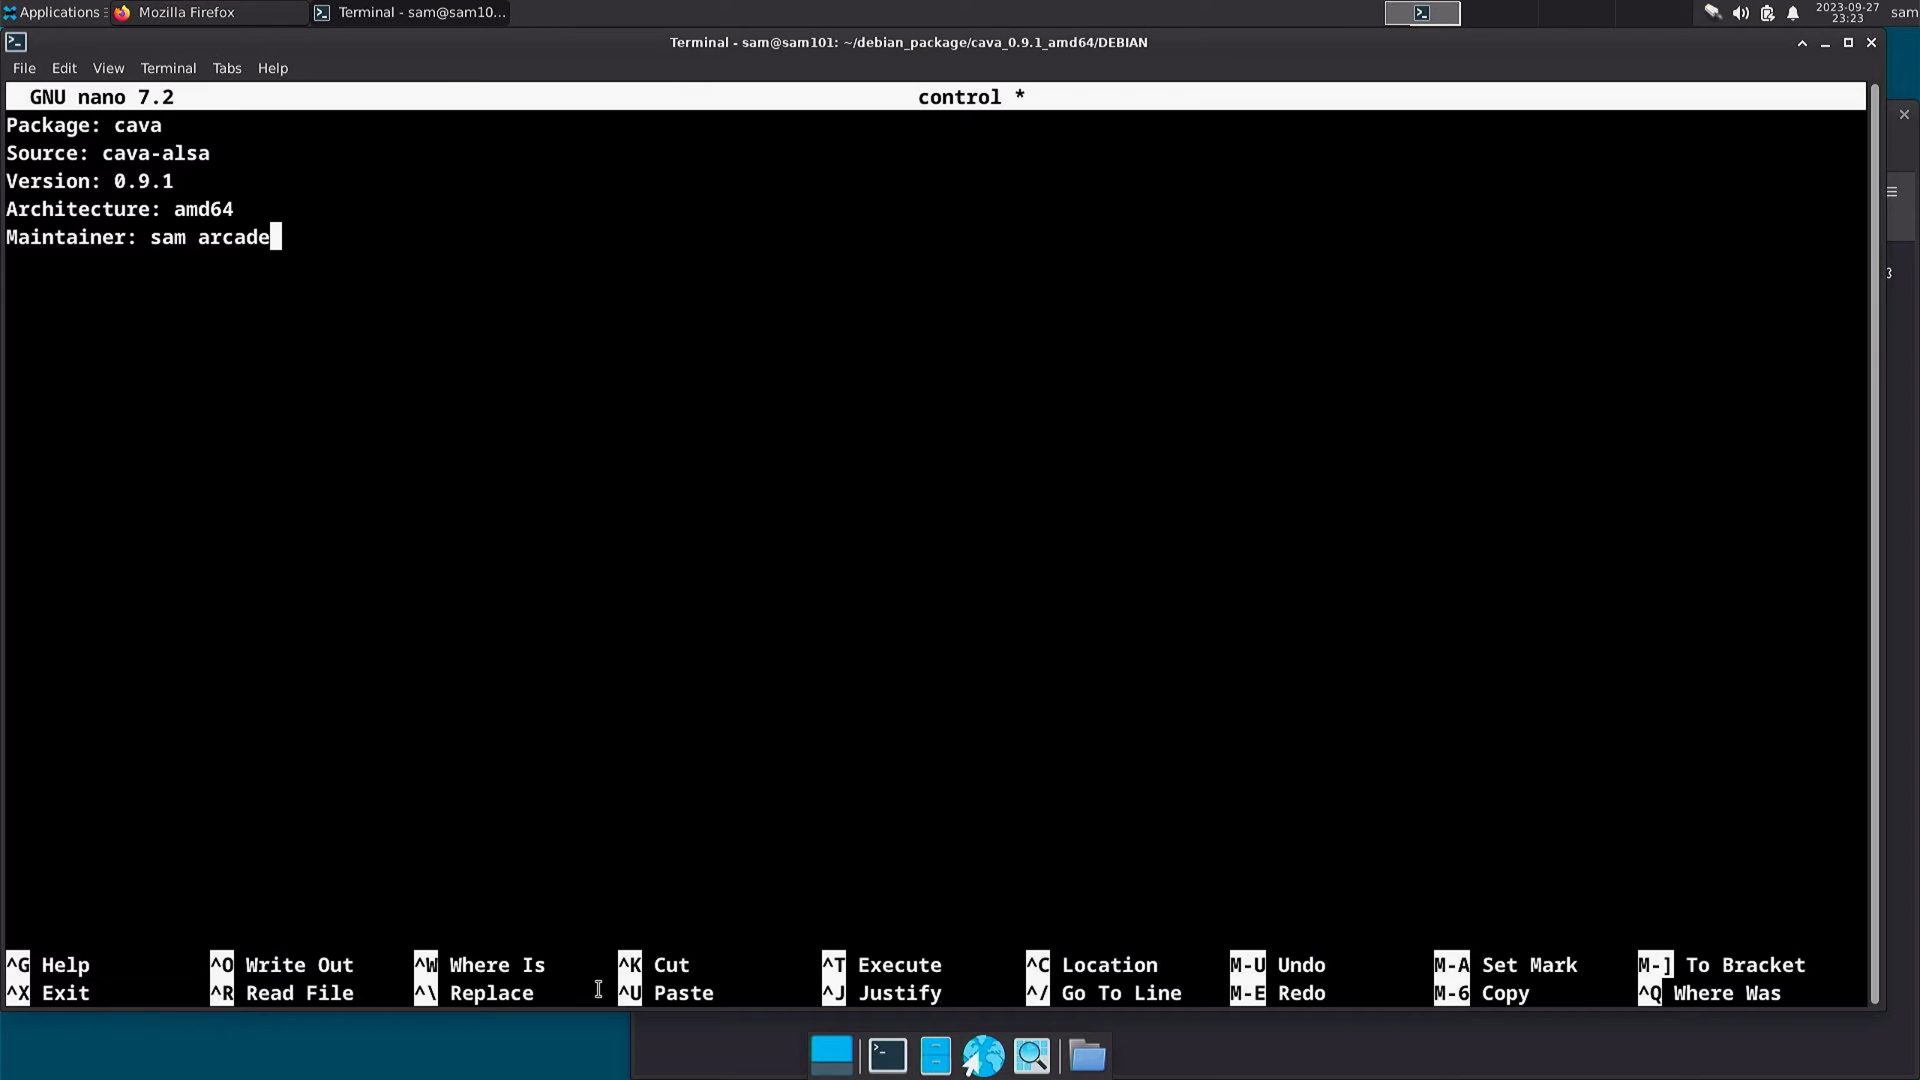 Applications Mozilla Firefox Terminal - sam@sam10... 2023-09-27 sam
23:23
Terminal - sam@sam101: ~/debian_package/cava_0.9.1_amd64/DEBIAN
File Edit View Terminal Tabs Help
GNU nano 7.2 control *
Package: cava
Source: cava-alsa
Version: 0.9.1
Architecture: amd64
Maintainer: sam arcade
^G Help ^O Write Out ^W Where Is ^K Cut ^T Execute ^C Location M-U Undo M-A Set Mark M-] To Bracket
^X Exit ^R Read File ^\ Replace ^U Paste ^J Justify ^/ Go To Line M-E Redo M-6 Copy ^Q Where Was